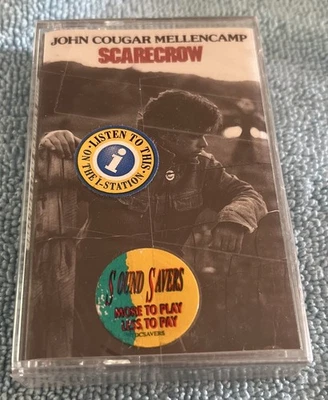 JOHN COUGAR MELLENCAMP
SCARECROW
· LISTEN TO THIS ·
ON THE I-STATION
i
SOUND SAVERS
MORE TO PLAY
LESS TO PAY